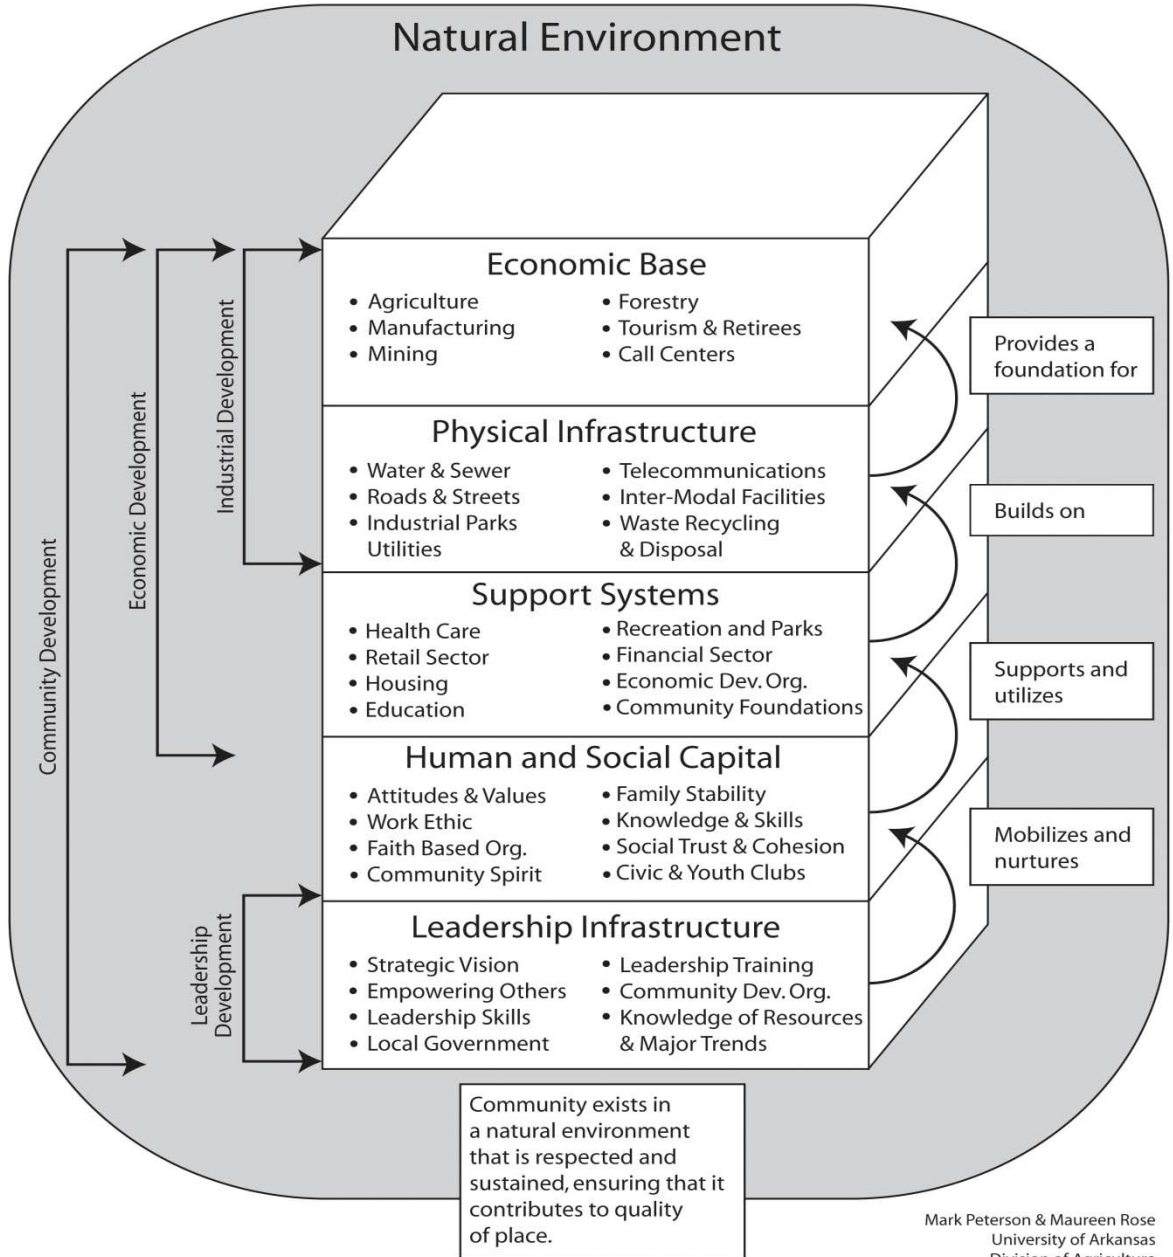 Natural Environment
Economic Base
• Agriculture
• Manufacturing
• Mining
• Forestry
• Tourism & Retirees
• Call Centers
Physical Infrastructure
• Water & Sewer
• Roads & Streets
• Industrial Parks
Utilities
• Telecommunications
• Inter-Modal Facilities
• Waste Recycling
& Disposal
Support Systems
• Health Care
• Retail Sector
• Housing
• Education
• Recreation and Parks
• Financial Sector
• Economic Dev. Org.
• Community Foundations
Human and Social Capital
• Attitudes & Values
• Work Ethic
• Faith Based Org.
• Community Spirit
• Family Stability
• Knowledge & Skills
• Social Trust & Cohesion
• Civic & Youth Clubs
Leadership Infrastructure
• Strategic Vision
• Empowering Others
• Leadership Skills
• Local Government
• Leadership Training
• Community Dev. Org.
• Knowledge of Resources
& Major Trends
Community Development
Economic Development
Industrial Development
Leadership
Development
Provides a
foundation for
Builds on
Supports and
utilizes
Mobilizes and
nurtures
Community exists in
a natural environment
that is respected and
sustained, ensuring that it
contributes to quality
of place.
Mark Peterson & Maureen Rose
University of Arkansas
Division of Agriculture